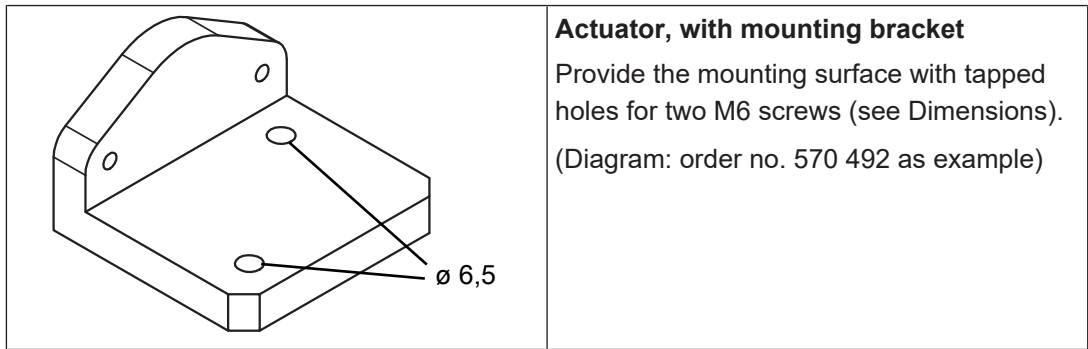 ø 6,5
Actuator, with mounting bracket
Provide the mounting surface with tapped
holes for two M6 screws (see Dimensions).
(Diagram: order no. 570 492 as example)